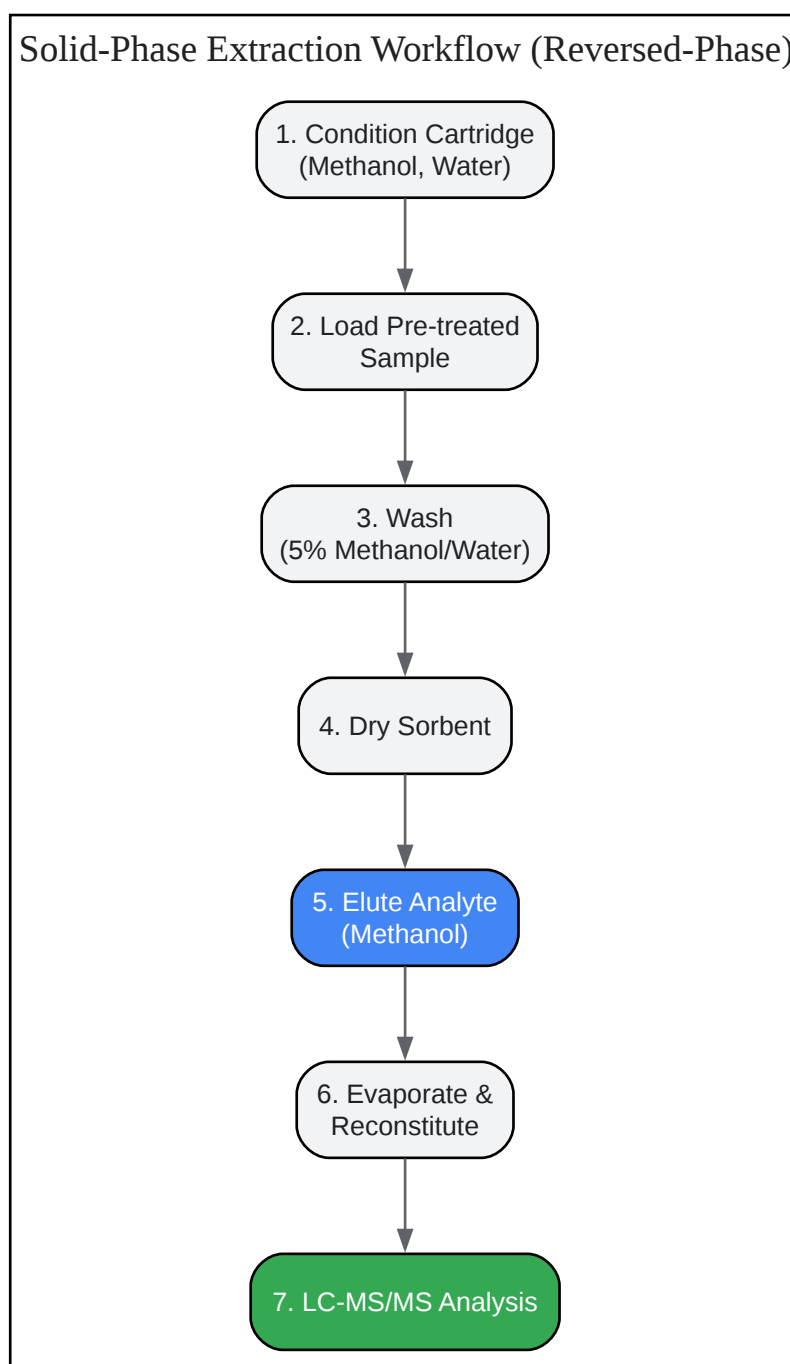 Solid-Phase Extraction Workflow (Reversed-Phase)
1. Condition Cartridge
(Methanol, Water)
2. Load Pre-treated
Sample
3. Wash
(5% Methanol/Water)
4. Dry Sorbent
5. Elute Analyte
(Methanol)
6. Evaporate &
Reconstitute
7. LC-MS/MS Analysis